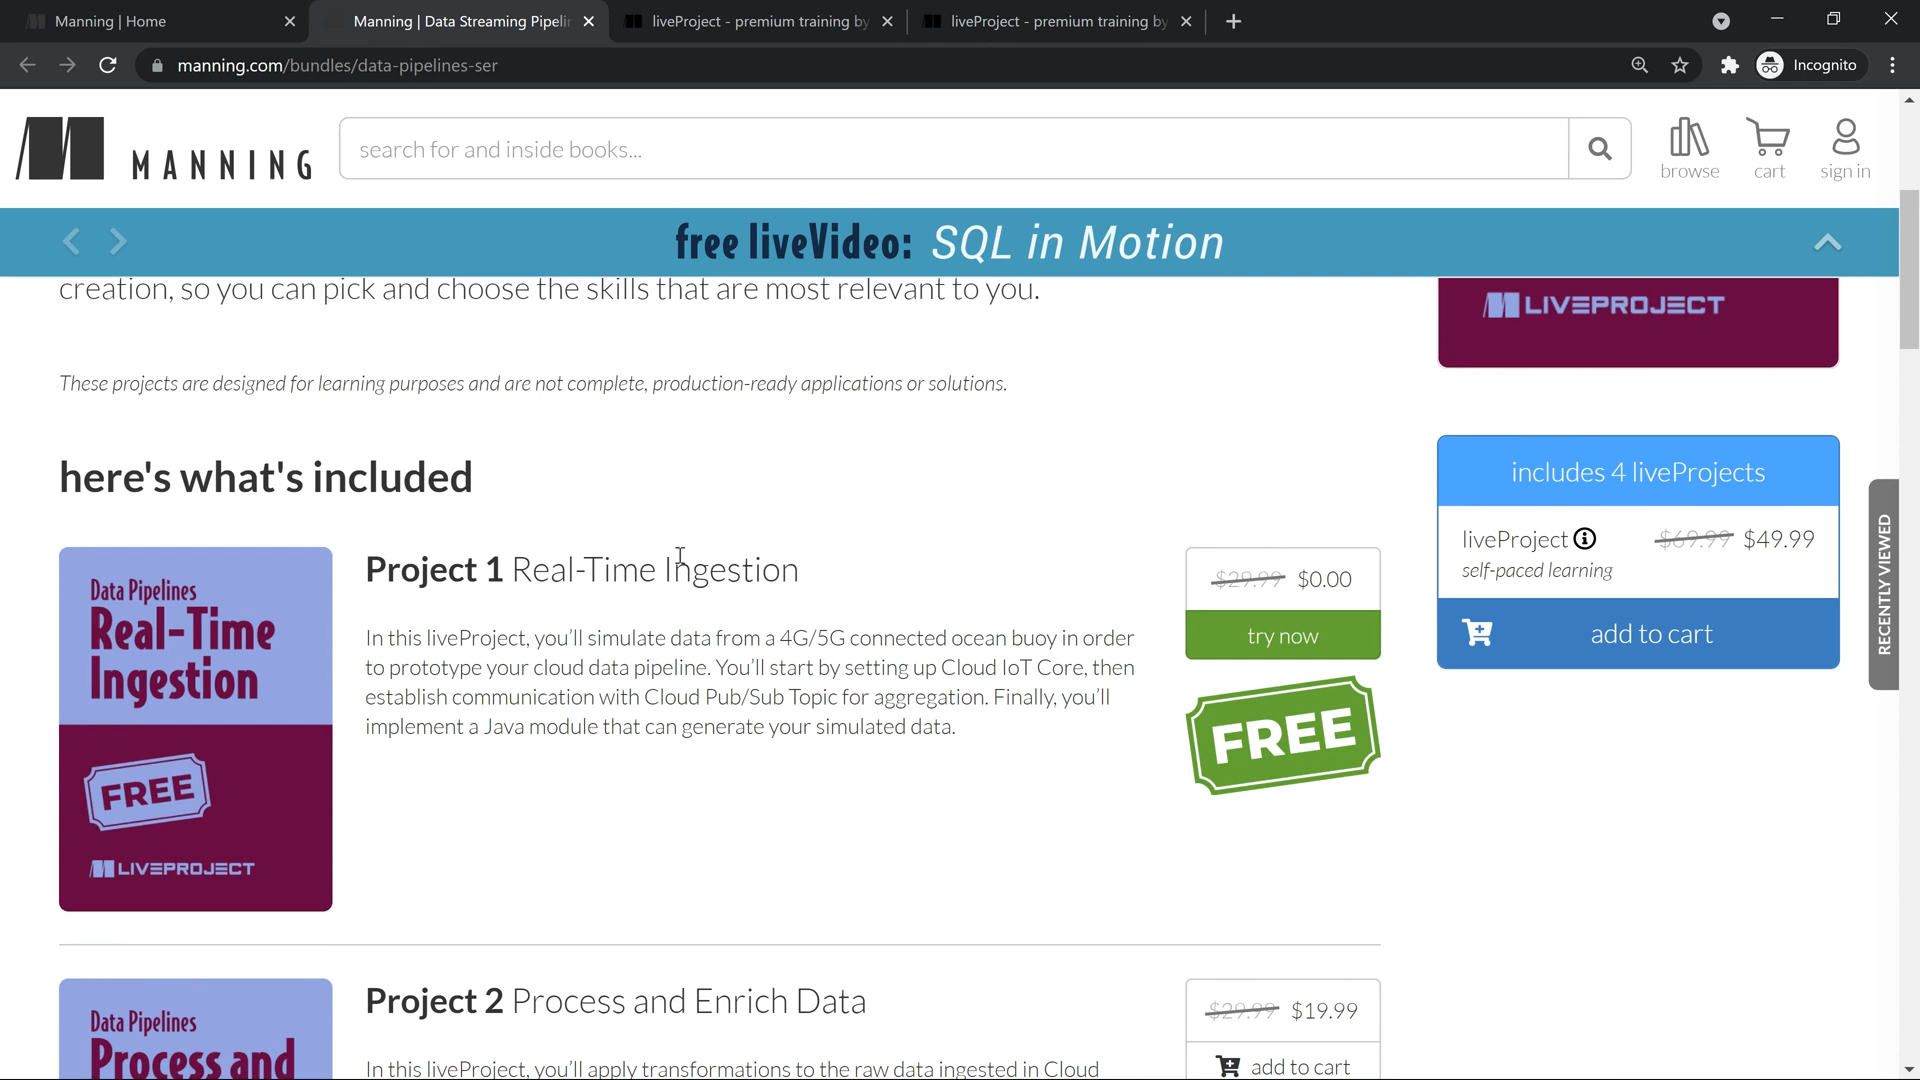 Manning | Home
Manning | Data Streaming Pipelin
liveProject - premium training by
liveProject - premium training by
manning.com/bundles/data-pipelines-ser
Incognito
MANNING
search for and inside books...
browse
cart
sign in
free liveVideo: SQL in Motion
creation, so you can pick and choose the skills that are most relevant to you.
These projects are designed for learning purposes and are not complete, production-ready applications or solutions.
here's what's included
LIVEPROJECT
includes 4 liveProjects
liveProject $69.99 $49.99
self-paced learning
add to cart
RECENTLY VIEWED
Data Pipelines
Real-Time
Ingestion
FREE
LIVEPROJECT
Project 1 Real-Time Ingestion
In this liveProject, you'll simulate data from a 4G/5G connected ocean buoy in order
to prototype your cloud data pipeline. You'll start by setting up Cloud IoT Core, then
establish communication with Cloud Pub/Sub Topic for aggregation. Finally, you'll
implement a Java module that can generate your simulated data.
$29.99 $0.00
try now
FREE
Data Pipelines
Process and
Project 2 Process and Enrich Data
In this liveProject, you'll apply transformations to the raw data ingested in Cloud
$29.99 $19.99
add to cart